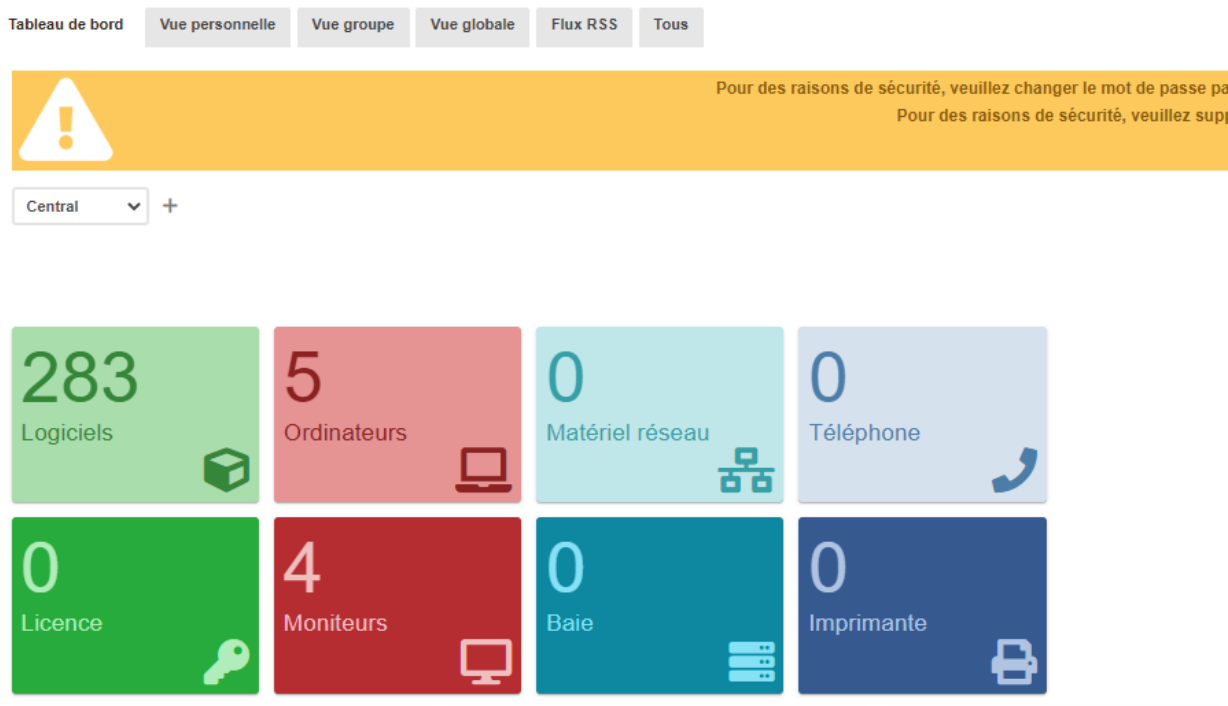 Tableau de bord Vue personnelle Vue groupe Vue globale Flux RSS Tous
Pour des raisons de sécurité, veuillez changer le mot de passe pa
Pour des raisons de sécurité, veuillez supp
Central
283
Logiciels
5
Ordinateurs
0
Matériel réseau
0
Téléphone
0
Licence
4
Moniteurs
0
Baie
0
Imprimante